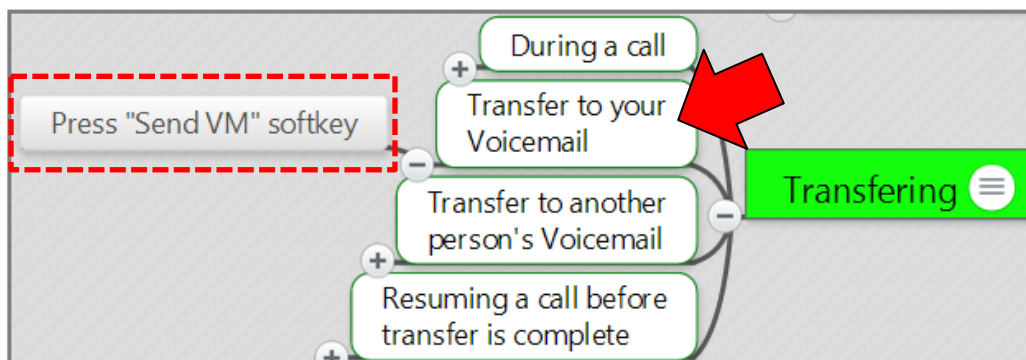 During a call
Press "Send VM" softkey
Transfer to your
Voicemail
Transfering
Transfer to another
person's Voicemail
Resuming a call before
transfer is complete